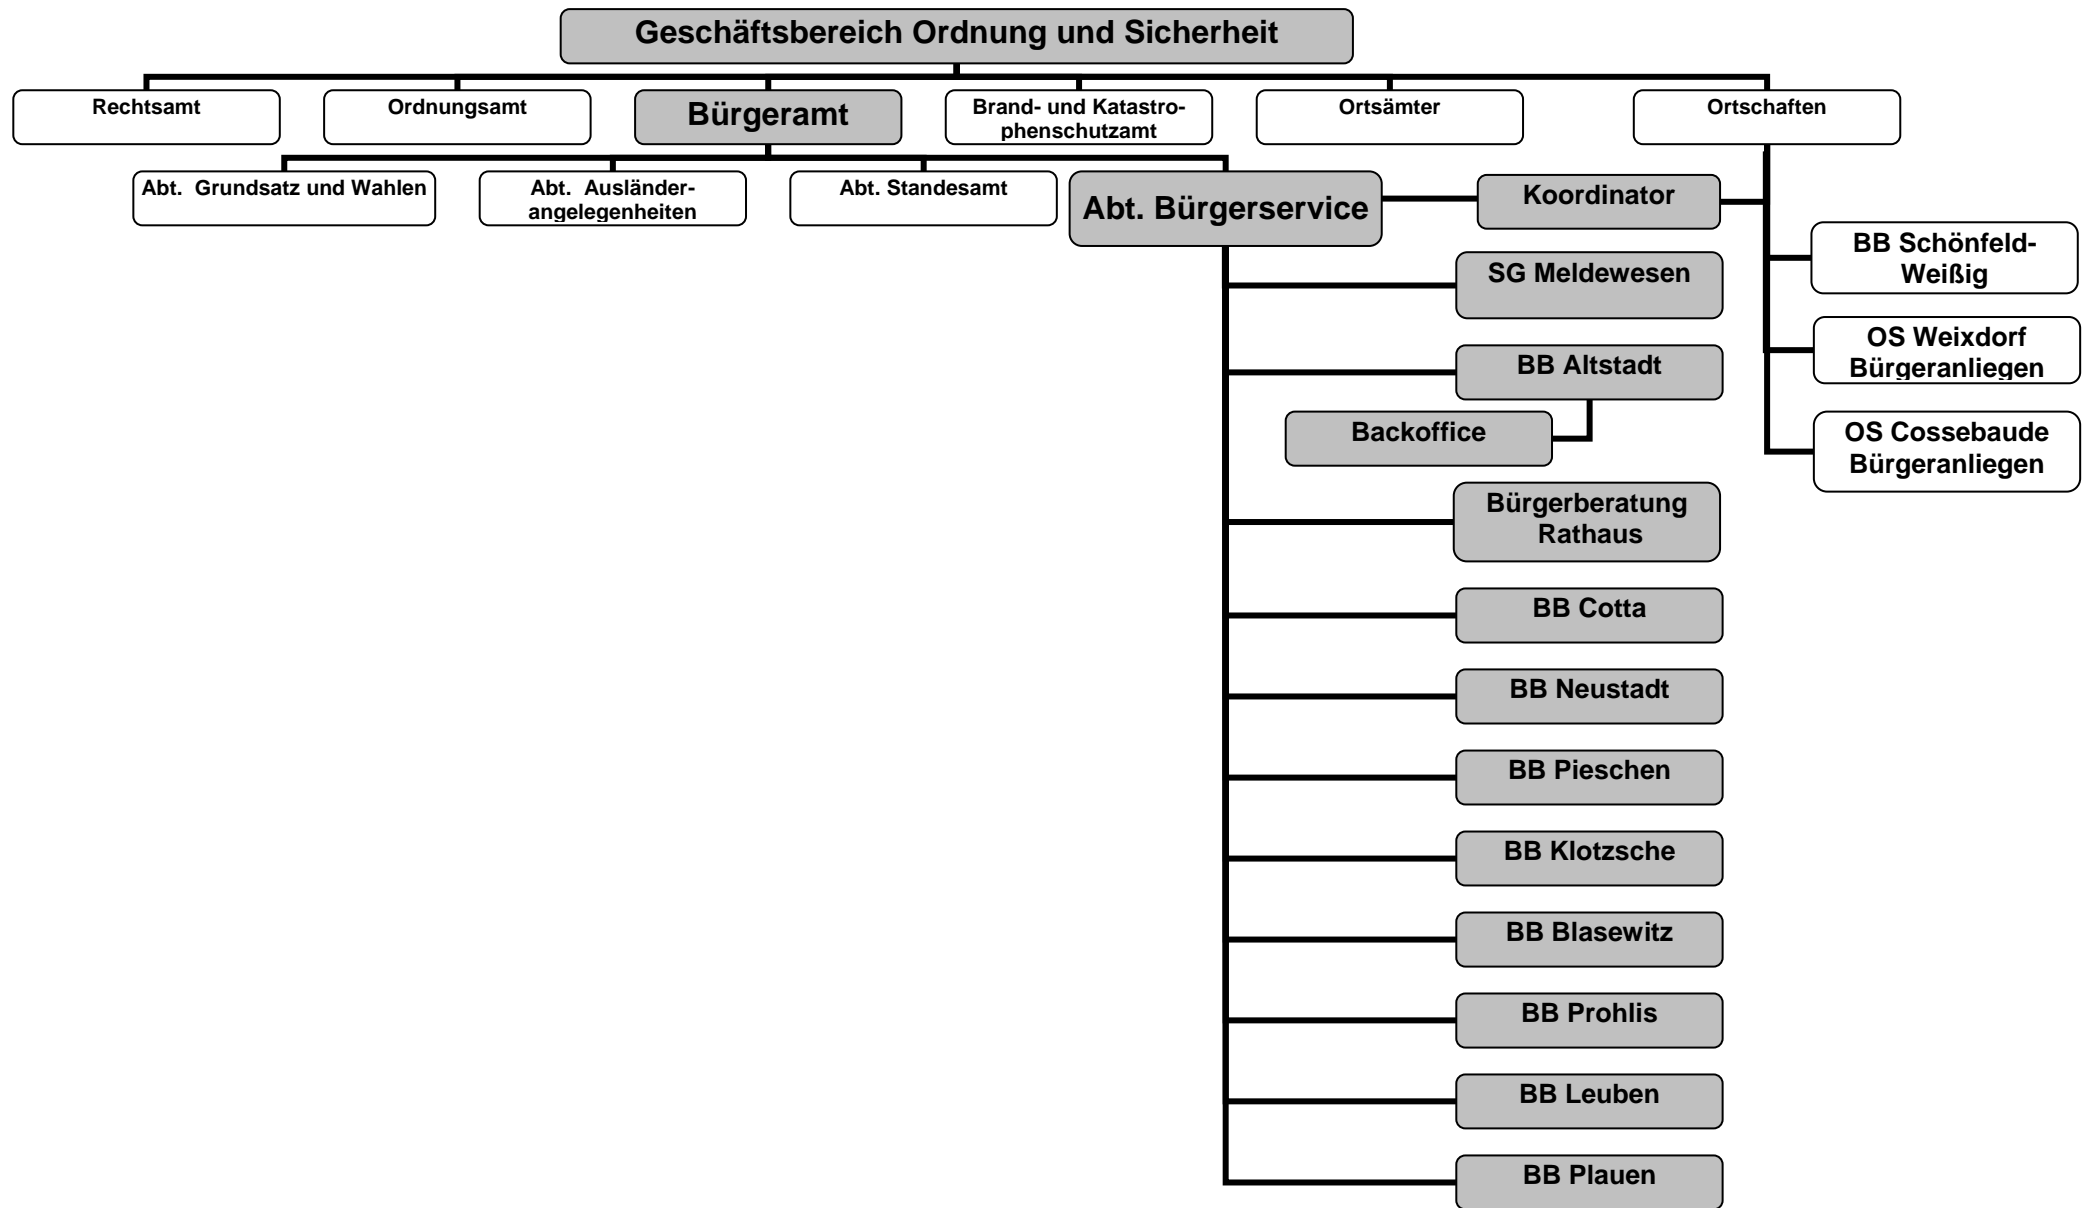 Geschäftsbereich Ordnung und Sicherheit
Rechtsamt
Ordnungsamt
Bürgeramt
Brand- und Katastro-
phenschutzamt
Ortsämter
Ortschaften
Abt.  Grundsatz und Wahlen
Abt.  Ausländer-
angelegenheiten
Abt. Standesamt
Abt. Bürgerservice
Koordinator
BB Schönfeld-
Weißig
OS Weixdorf
Bürgeranliegen
OS Cossebaude
Bürgeranliegen
SG Meldewesen
BB Altstadt
Backoffice
Bürgerberatung
Rathaus
BB Cotta
BB Neustadt
BB Pieschen
BB Klotzsche
BB Blasewitz
BB Prohlis
BB Leuben
BB Plauen